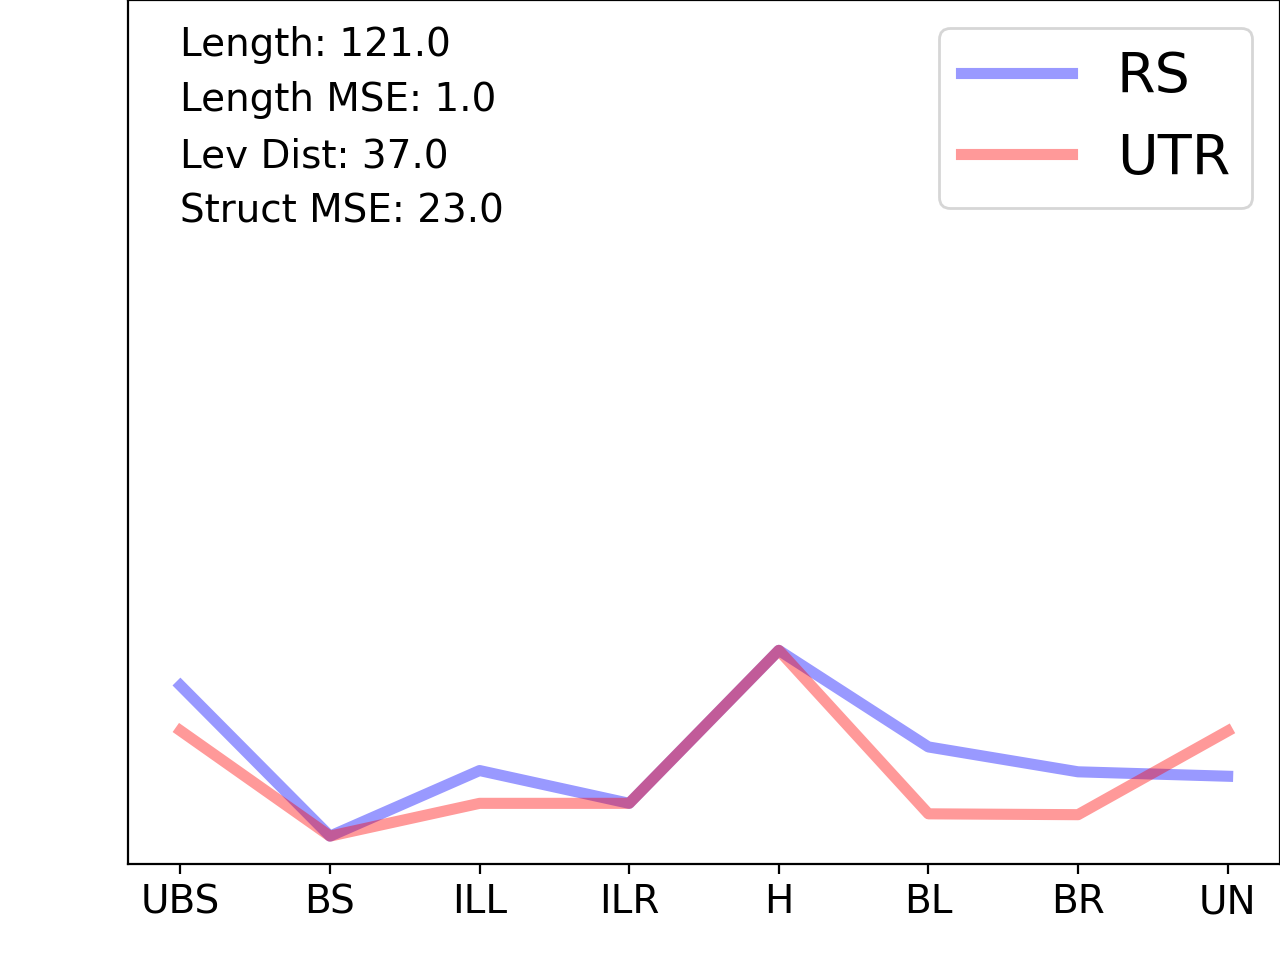 Length: 121.0
Length MSE: 1.0
Lev Dist: 37.0
Struct MSE: 23.0
RS
UTR
UBS BS ILL ILR H BL BR UN